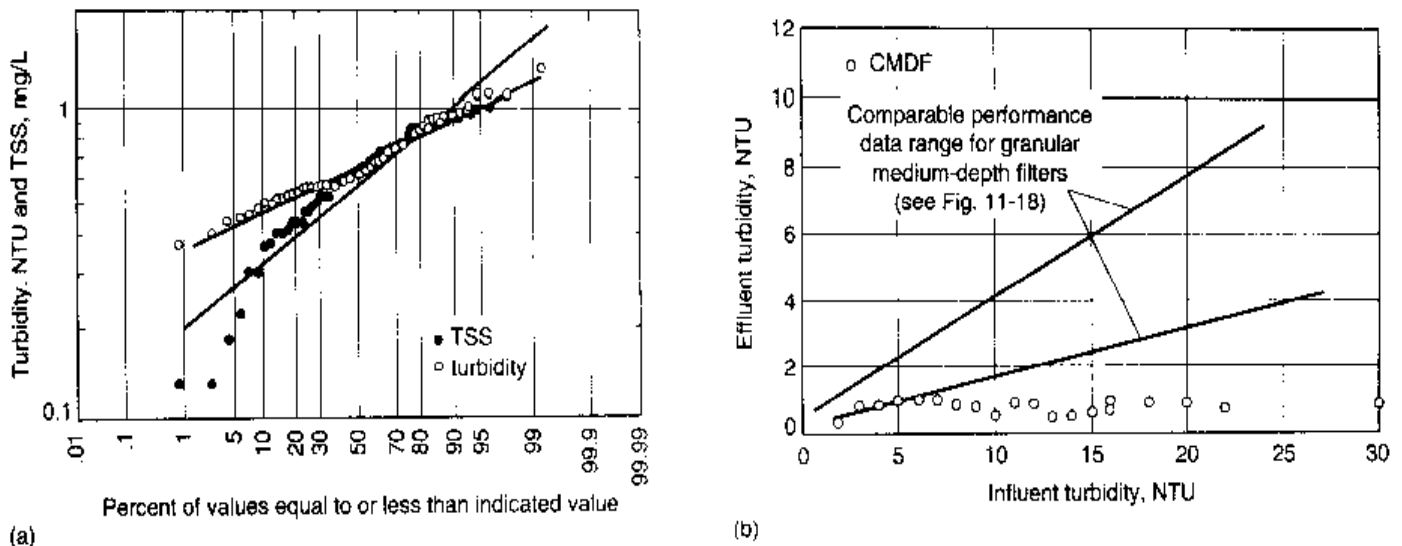 Turbidity. NTU and TSS, mg/L
1
0.1
TSS
turbidity
.01
.1
1
5
10
20
30
50
70
80
90
95
99
99.9
99.99
Percent of values equal to or less than indicated value
(a)
Effluent turbidity, NTU
12
10
8
6
4
2
0
CMDF
Comparable performance
data range for granular
medium-depth filters
(see Fig. 11-18)
0
5
10
15
20
25
30
Influent turbidity, NTU
(b)